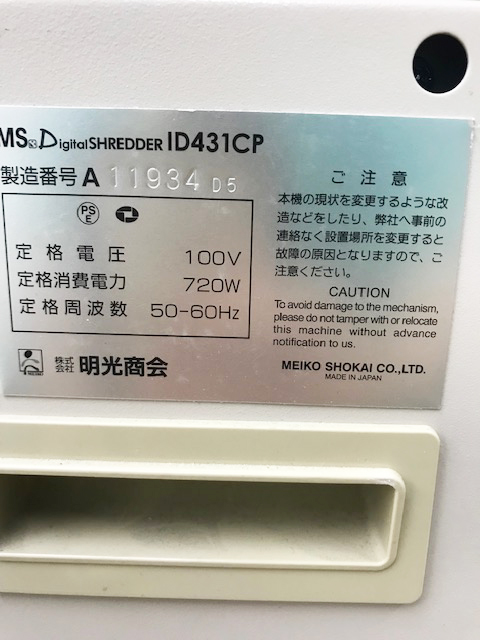 MS DigitalSHREDDER ID431CP
製造番号 A 11934 D5
PS
E
定格電圧 100V
定格消費電力 720W
定格周波数 50-60Hz
株式
会社 明光商会
ご注意
本機の現状を変更するような改
造などをしたり、弊社へ事前の
連絡なく設置場所を変更すると
故障の原因となりますので、ご
注意ください。
CAUTION
To avoid damage to the mechanism,
please do not tamper with or relocate
this machine without advance
notification to us.
MEIKO SHOKAI CO.,LTD.
MADE IN JAPAN